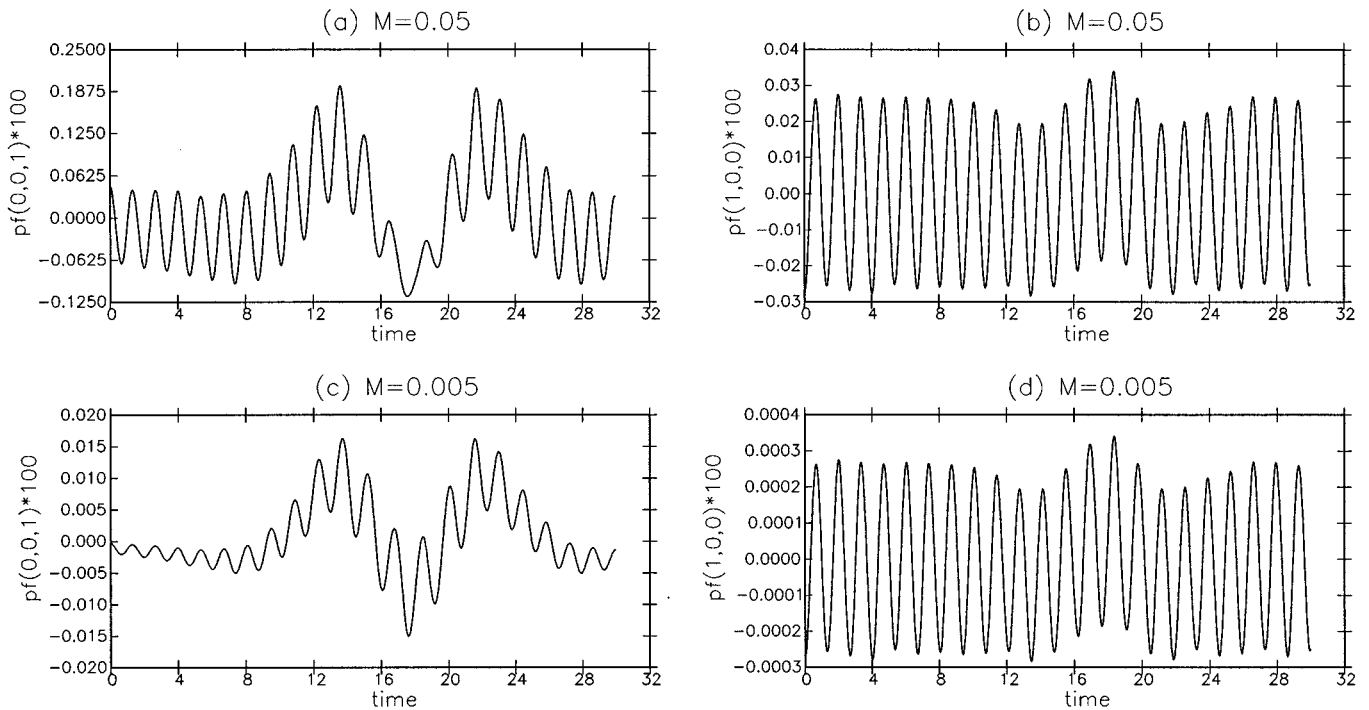 (a) M=0.05
pf(0,0,1)*100
0.2500
0.1875
0.1250
0.0625
0.0000
−0.0625
−0.1250
0 4 8 12 16 20 24 28 32
time
(b) M=0.05
pf(1,0,0)*100
0.04
0.03
0.02
0.01
0.00
−0.01
−0.02
−0.03
0 4 8 12 16 20 24 28 32
time
(c) M=0.005
pf(0,0,1)*100
0.020
0.015
0.010
0.005
0.000
−0.005
−0.010
−0.015
−0.020
0 4 8 12 16 20 24 28 32
time
(d) M=0.005
pf(1,0,0)*100
0.0004
0.0003
0.0002
0.0001
0.0000
−0.0001
−0.0002
−0.0003
0 4 8 12 16 20 24 28 32
time